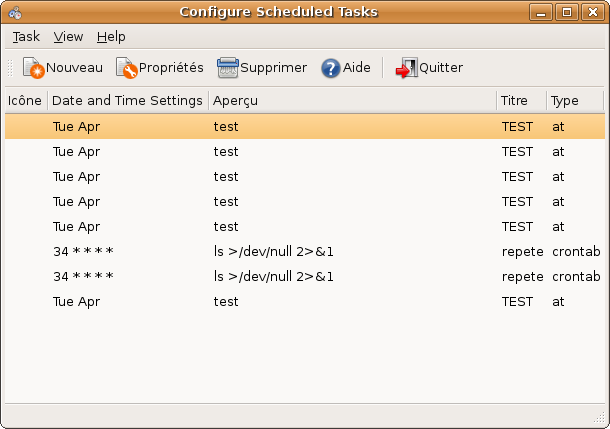 Configure Scheduled Tasks
Task View Help
Nouveau Propriétés Supprimer Aide Quitter
Icône Date and Time Settings Aperçu Titre Type
Tue Apr test TEST at
Tue Apr test TEST at
Tue Apr test TEST at
Tue Apr test TEST at
Tue Apr test TEST at
34 * * * * ls >/dev/null 2>&1 repete crontab
34 * * * * ls >/dev/null 2>&1 repete crontab
Tue Apr test TEST at